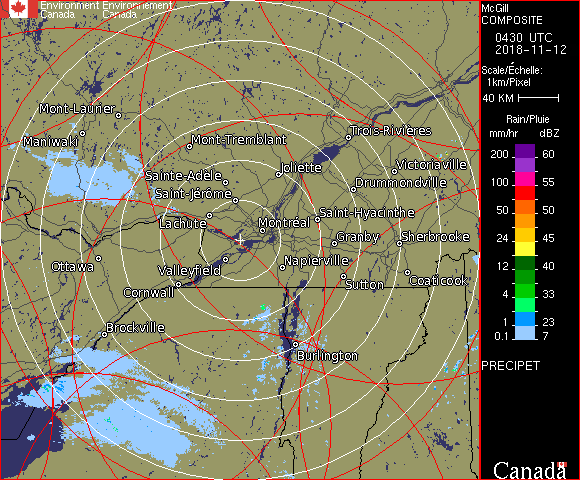 Environment Environnement
Canada Canada
McGill
COMPOSITE
0430 UTC
2018-11-12
Scale/Échelle:
1km/Pixel
40 KM
Rain/Pluie
mm/hr dBZ
200 60
100 55
50 50
24 45
12 40
4 33
1 23
0.1 7
PRECIPET
Canada
Mont-Laurier
Maniwaki
Mont-Tremblant
Trois-Rivières
Sainte-Adèle
Joliette
Victoriaville
Saint-Jérôme
Drummondville
Lachute
Montréal
Saint-Hyacinthe
Granby
Sherbrooke
Ottawa
Valleyfield
Napierville
Cornwall
Sutton
Coaticook
Brockville
Burlington